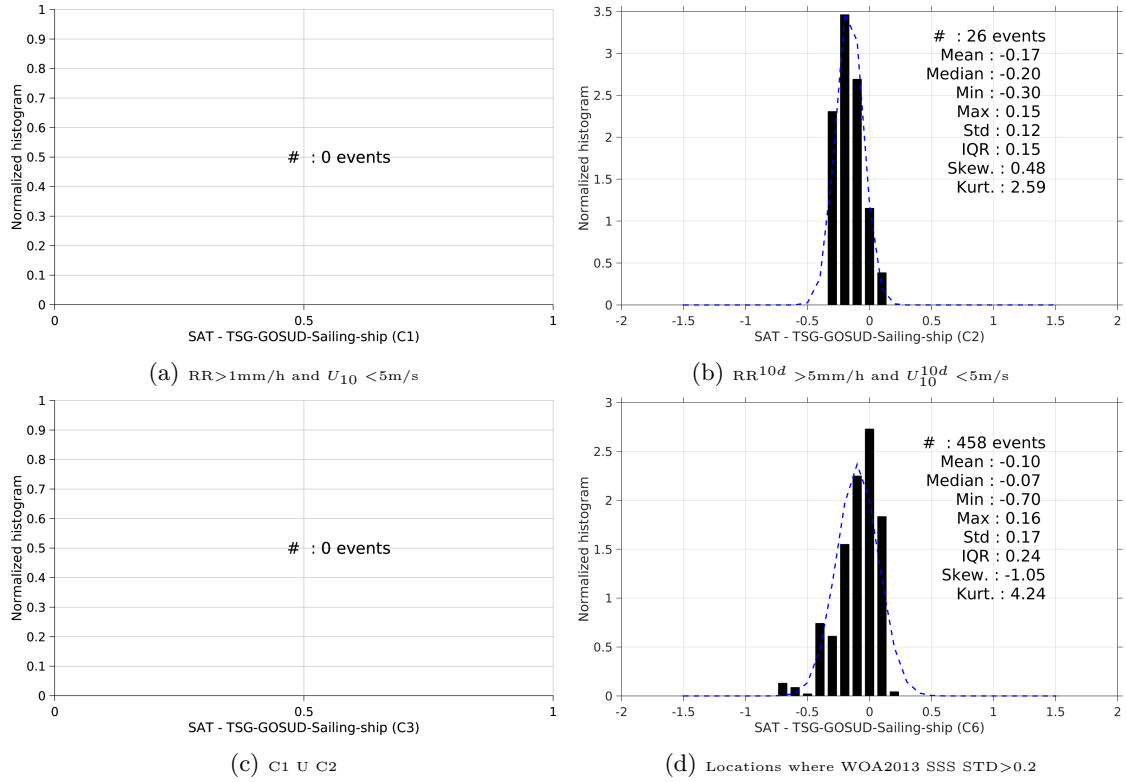 1
0.9
0.8
0.7
0.6
0.5
0.4
0.3
0.2
0.1
0
Normalized histogram
# : 0 events
0 0.5 1
SAT - TSG-GOSUD-Sailing-ship (C1)
(a) RR>1mm/h and U10 <5m/s
3.5
3
2.5
2
1.5
1
0.5
0
Normalized histogram
# : 26 events
Mean : -0.17
Median : -0.20
Min : -0.30
Max : 0.15
Std : 0.12
IQR : 0.15
Skew. : 0.48
Kurt. : 2.59
-2 -1.5 -1 -0.5 0 0.5 1 1.5 2
SAT - TSG-GOSUD-Sailing-ship (C2)
(b) RR^10d >5mm/h and U10^10d <5m/s
1
0.9
0.8
0.7
0.6
0.5
0.4
0.3
0.2
0.1
0
Normalized histogram
# : 0 events
0 0.5 1
SAT - TSG-GOSUD-Sailing-ship (C3)
(c) C1 U C2
3
2.5
2
1.5
1
0.5
0
Normalized histogram
# : 458 events
Mean : -0.10
Median : -0.07
Min : -0.70
Max : 0.16
Std : 0.17
IQR : 0.24
Skew. : -1.05
Kurt. : 4.24
-2 -1.5 -1 -0.5 0 0.5 1 1.5 2
SAT - TSG-GOSUD-Sailing-ship (C6)
(d) Locations where WOA2013 SSS STD>0.2